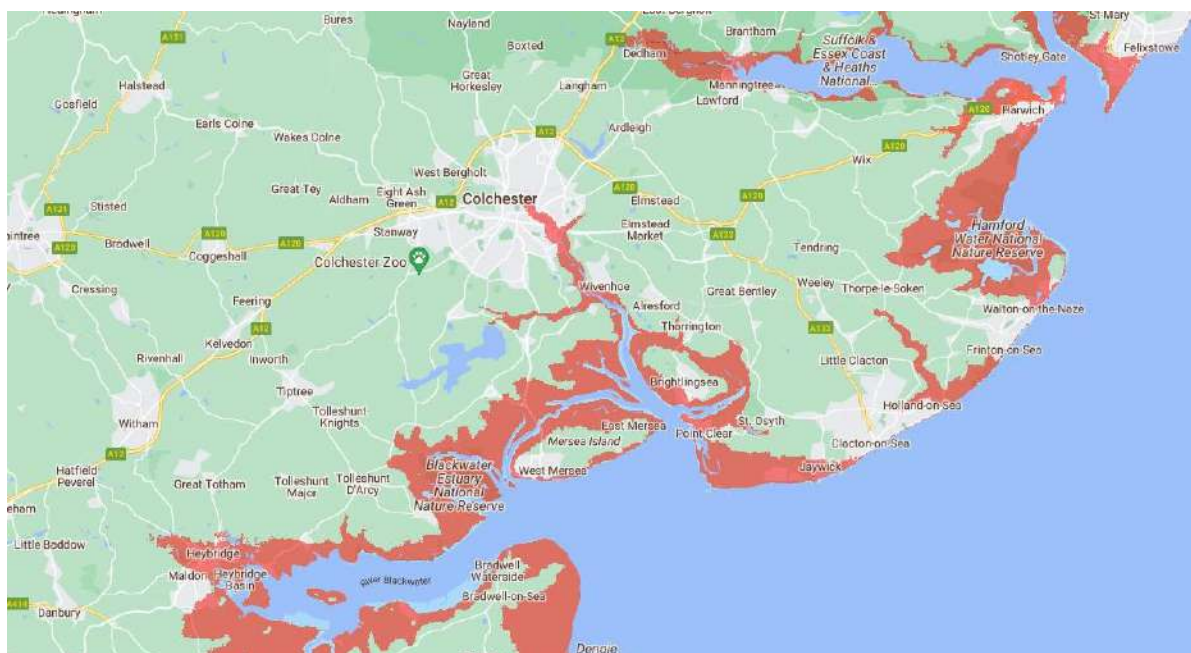 Bures
Nayland
East Bergholt
Brantham
St Mary
Boxted
A12
Dedham
Suffolk &
Essex Coast
& Heaths
National...
Shotley Gate
Felixstowe
A131
Halstead
Great
Horkesley
Langham
Manningtree
Lawford
Gosfield
Earls Colne
Wakes Colne
Ardleigh
A120
Harwich
A12
Wix
A120
West Bergholt
Great Tey
Aldham
Eight Ash
Green
A12
Colchester
A120
Elmstead
A120
Stisted
A131
Stanway
Elmstead
Market
A133
Tendring
Hamford
Water National
Nature Reserve
Bradwell
A120
Coggeshall
A120
Colchester Zoo
Cressing
Feering
Wivenhoe
Alresford
Great Bentley
Weeley
Thorpe-le-Soken
Walton-on-the-Naze
A12
Kelvedon
Thorrington
A133
Frinton-on-Sea
Rivenhall
Inworth
Little Clacton
Tiptree
Brightlingsea
Holland-on-Sea
Witham
Tolleshunt
Knights
East Mersea
Mersea Island
Point Clear
St. Osyth
Clacton-on-Sea
A12
Hatfield
Peverel
Great Totham
Tolleshunt
Major
Tolleshunt
D'Arcy
Blackwater
Estuary
National
Nature Reserve
West Mersea
Jaywick
Little Baddow
Heybridge
Maldon
Heybridge
Basin
River Blackwater
Bradwell
Waterside
Bradwell-on-Sea
A414
Danbury
Dengie